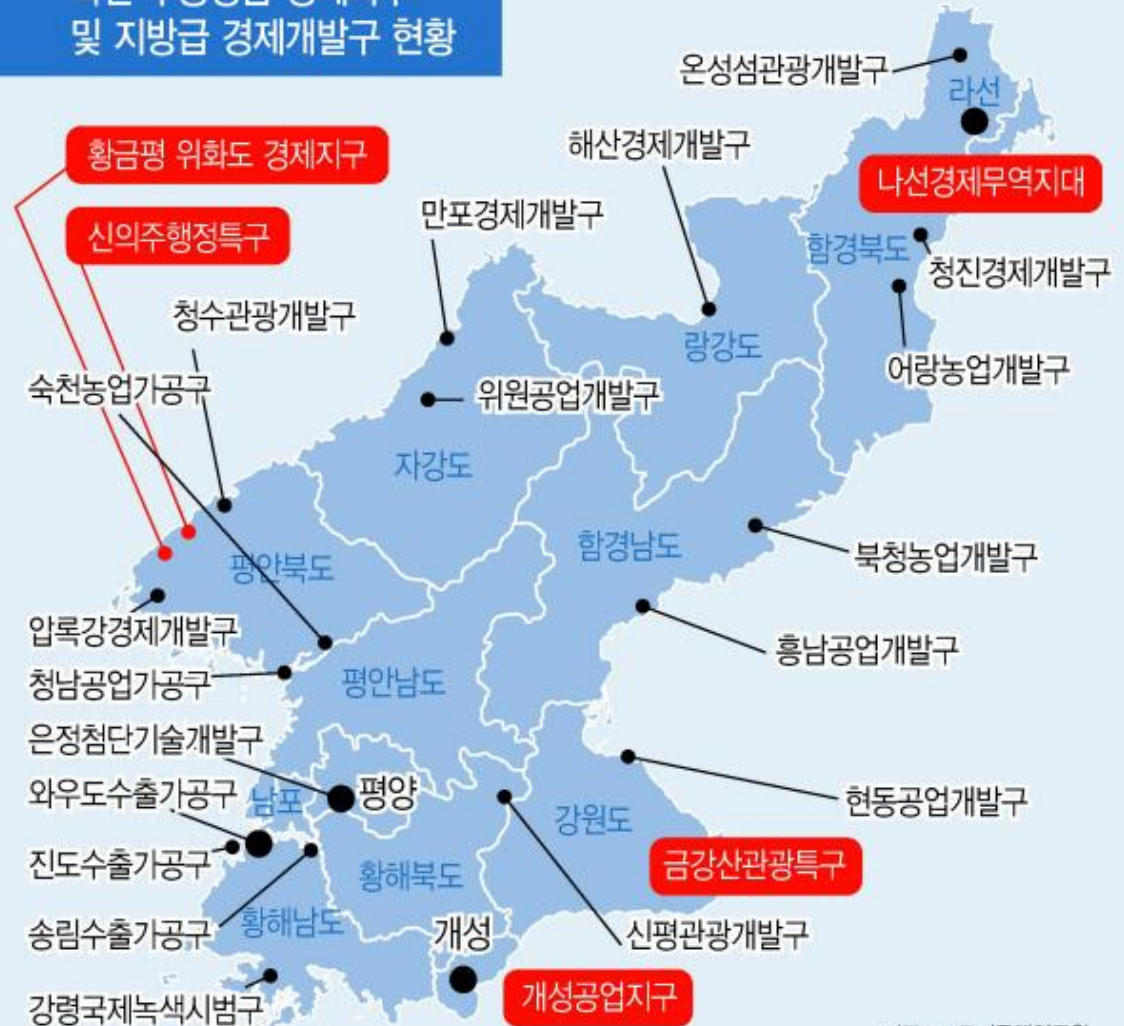 및 지방급 경제개발구 현황
온성섬관광개발구
라선
해산경제개발구
황금평 위화도 경제지구
나선경제무역지대
만포경제개발구
신의주행정특구
함경북도
청진경제개발구
청수관광개발구
랑강도
어랑농업개발구
숙천농업가공구
위원공업개발구
자강도
함경남도
북청농업개발구
평안북도
압록강경제개발구
흥남공업개발구
청남공업가공구
평안남도
은정첨단기술개발구
와우도수출가공구
남포
평양
현동공업개발구
강원도
진도수출가공구
황해북도
금강산관광특구
송림수출가공구
황해남도
개성
신평관광개발구
강령국제녹색시범구
개성공업지구